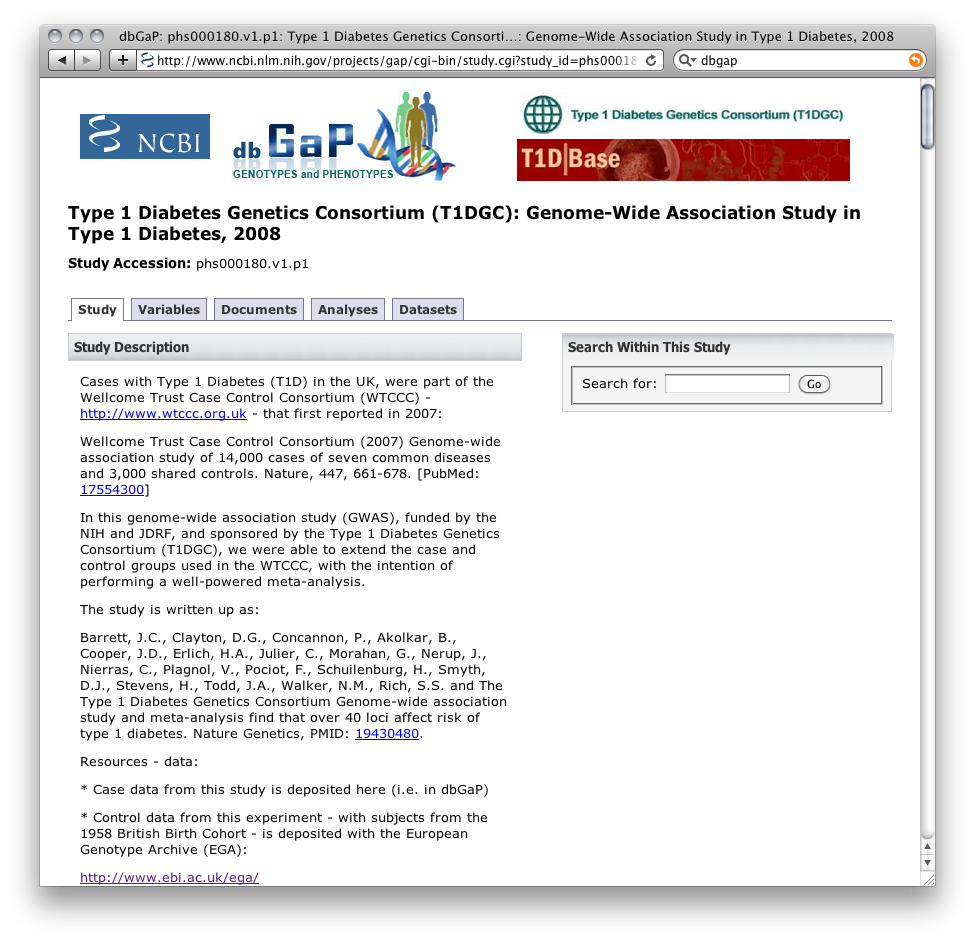 dbGaP: phs000180.v1.p1: Type 1 Diabetes Genetics Consorti...: Genome-Wide Association Study in Type 1 Diabetes, 2008
http://www.ncbi.nlm.nih.gov/projects/gap/cgi-bin/study.cgi?study_id=phs00018
dbgap
NCBI
db GaP
GENOTYPES and PHENOTYPES
Type 1 Diabetes Genetics Consortium (T1DGC)
T1D|Base
Type 1 Diabetes Genetics Consortium (T1DGC): Genome-Wide Association Study in
Type 1 Diabetes, 2008
Study Accession: phs000180.v1.p1
Study Variables Documents Analyses Datasets
Study Description
Cases with Type 1 Diabetes (T1D) in the UK, were part of the
Wellcome Trust Case Control Consortium (WTCCC) -
http://www.wtccc.org.uk - that first reported in 2007:
Wellcome Trust Case Control Consortium (2007) Genome-wide
association study of 14,000 cases of seven common diseases
and 3,000 shared controls. Nature, 447, 661-678. [PubMed:
17554300]
In this genome-wide association study (GWAS), funded by the
NIH and JDRF, and sponsored by the Type 1 Diabetes Genetics
Consortium (T1DGC), we were able to extend the case and
control groups used in the WTCCC, with the intention of
performing a well-powered meta-analysis.
The study is written up as:
Barrett, J.C., Clayton, D.G., Concannon, P., Akolkar, B.,
Cooper, J.D., Erlich, H.A., Julier, C., Morahan, G., Nerup, J.,
Nierras, C., Plagnol, V., Pociot, F., Schuilenburg, H., Smyth,
D.J., Stevens, H., Todd, J.A., Walker, N.M., Rich, S.S. and The
Type 1 Diabetes Genetics Consortium Genome-wide association
study and meta-analysis find that over 40 loci affect risk of
type 1 diabetes. Nature Genetics, PMID: 19430480.
Resources - data:
* Case data from this study is deposited here (i.e. in dbGaP)
* Control data from this experiment - with subjects from the
1958 British Birth Cohort - is deposited with the European
Genotype Archive (EGA):
http://www.ebi.ac.uk/ega/
Search Within This Study
Search for: Go